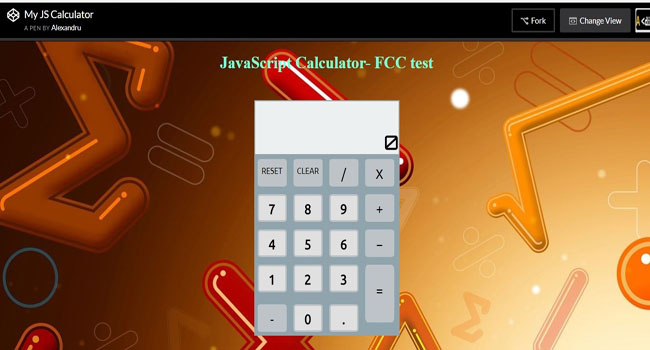 My JS Calculator
A PEN BY Alexandru
Fork
Change View
JavaScript Calculator- FCC test
0
RESET CLEAR / X
7 8 9 +
4 5 6 −
1 2 3
=
- 0 .